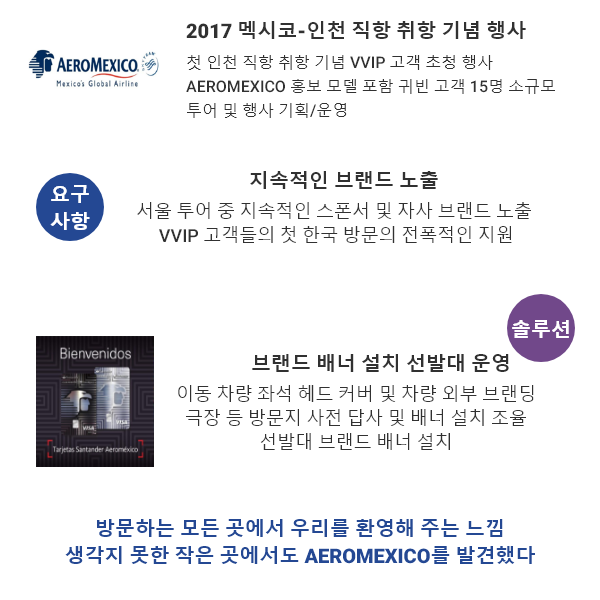 2017 멕시코-인천 직항 취항 기념 행사
AEROMEXICO
Mexico's Global Airline
첫 인천 직항 취항 기념 VVIP 고객 초청 행사
AEROMEXICO 홍보 모델 포함 귀빈 고객 15명 소규모
투어 및 행사 기획/운영
요구
사항
지속적인 브랜드 노출
서울 투어 중 지속적인 스폰서 및 자사 브랜드 노출
VVIP 고객들의 첫 한국 방문의 전폭적인 지원
솔루션
Bienvenidos
VISA
VISA
Tarjetas Santander Aeroméxico
브랜드 배너 설치 선발대 운영
이동 차량 좌석 헤드 커버 및 차량 외부 브랜딩
극장 등 방문지 사전 답사 및 배너 설치 조율
선발대 브랜드 배너 설치
방문하는 모든 곳에서 우리를 환영해 주는 느낌
생각지 못한 작은 곳에서도 AEROMEXICO를 발견했다